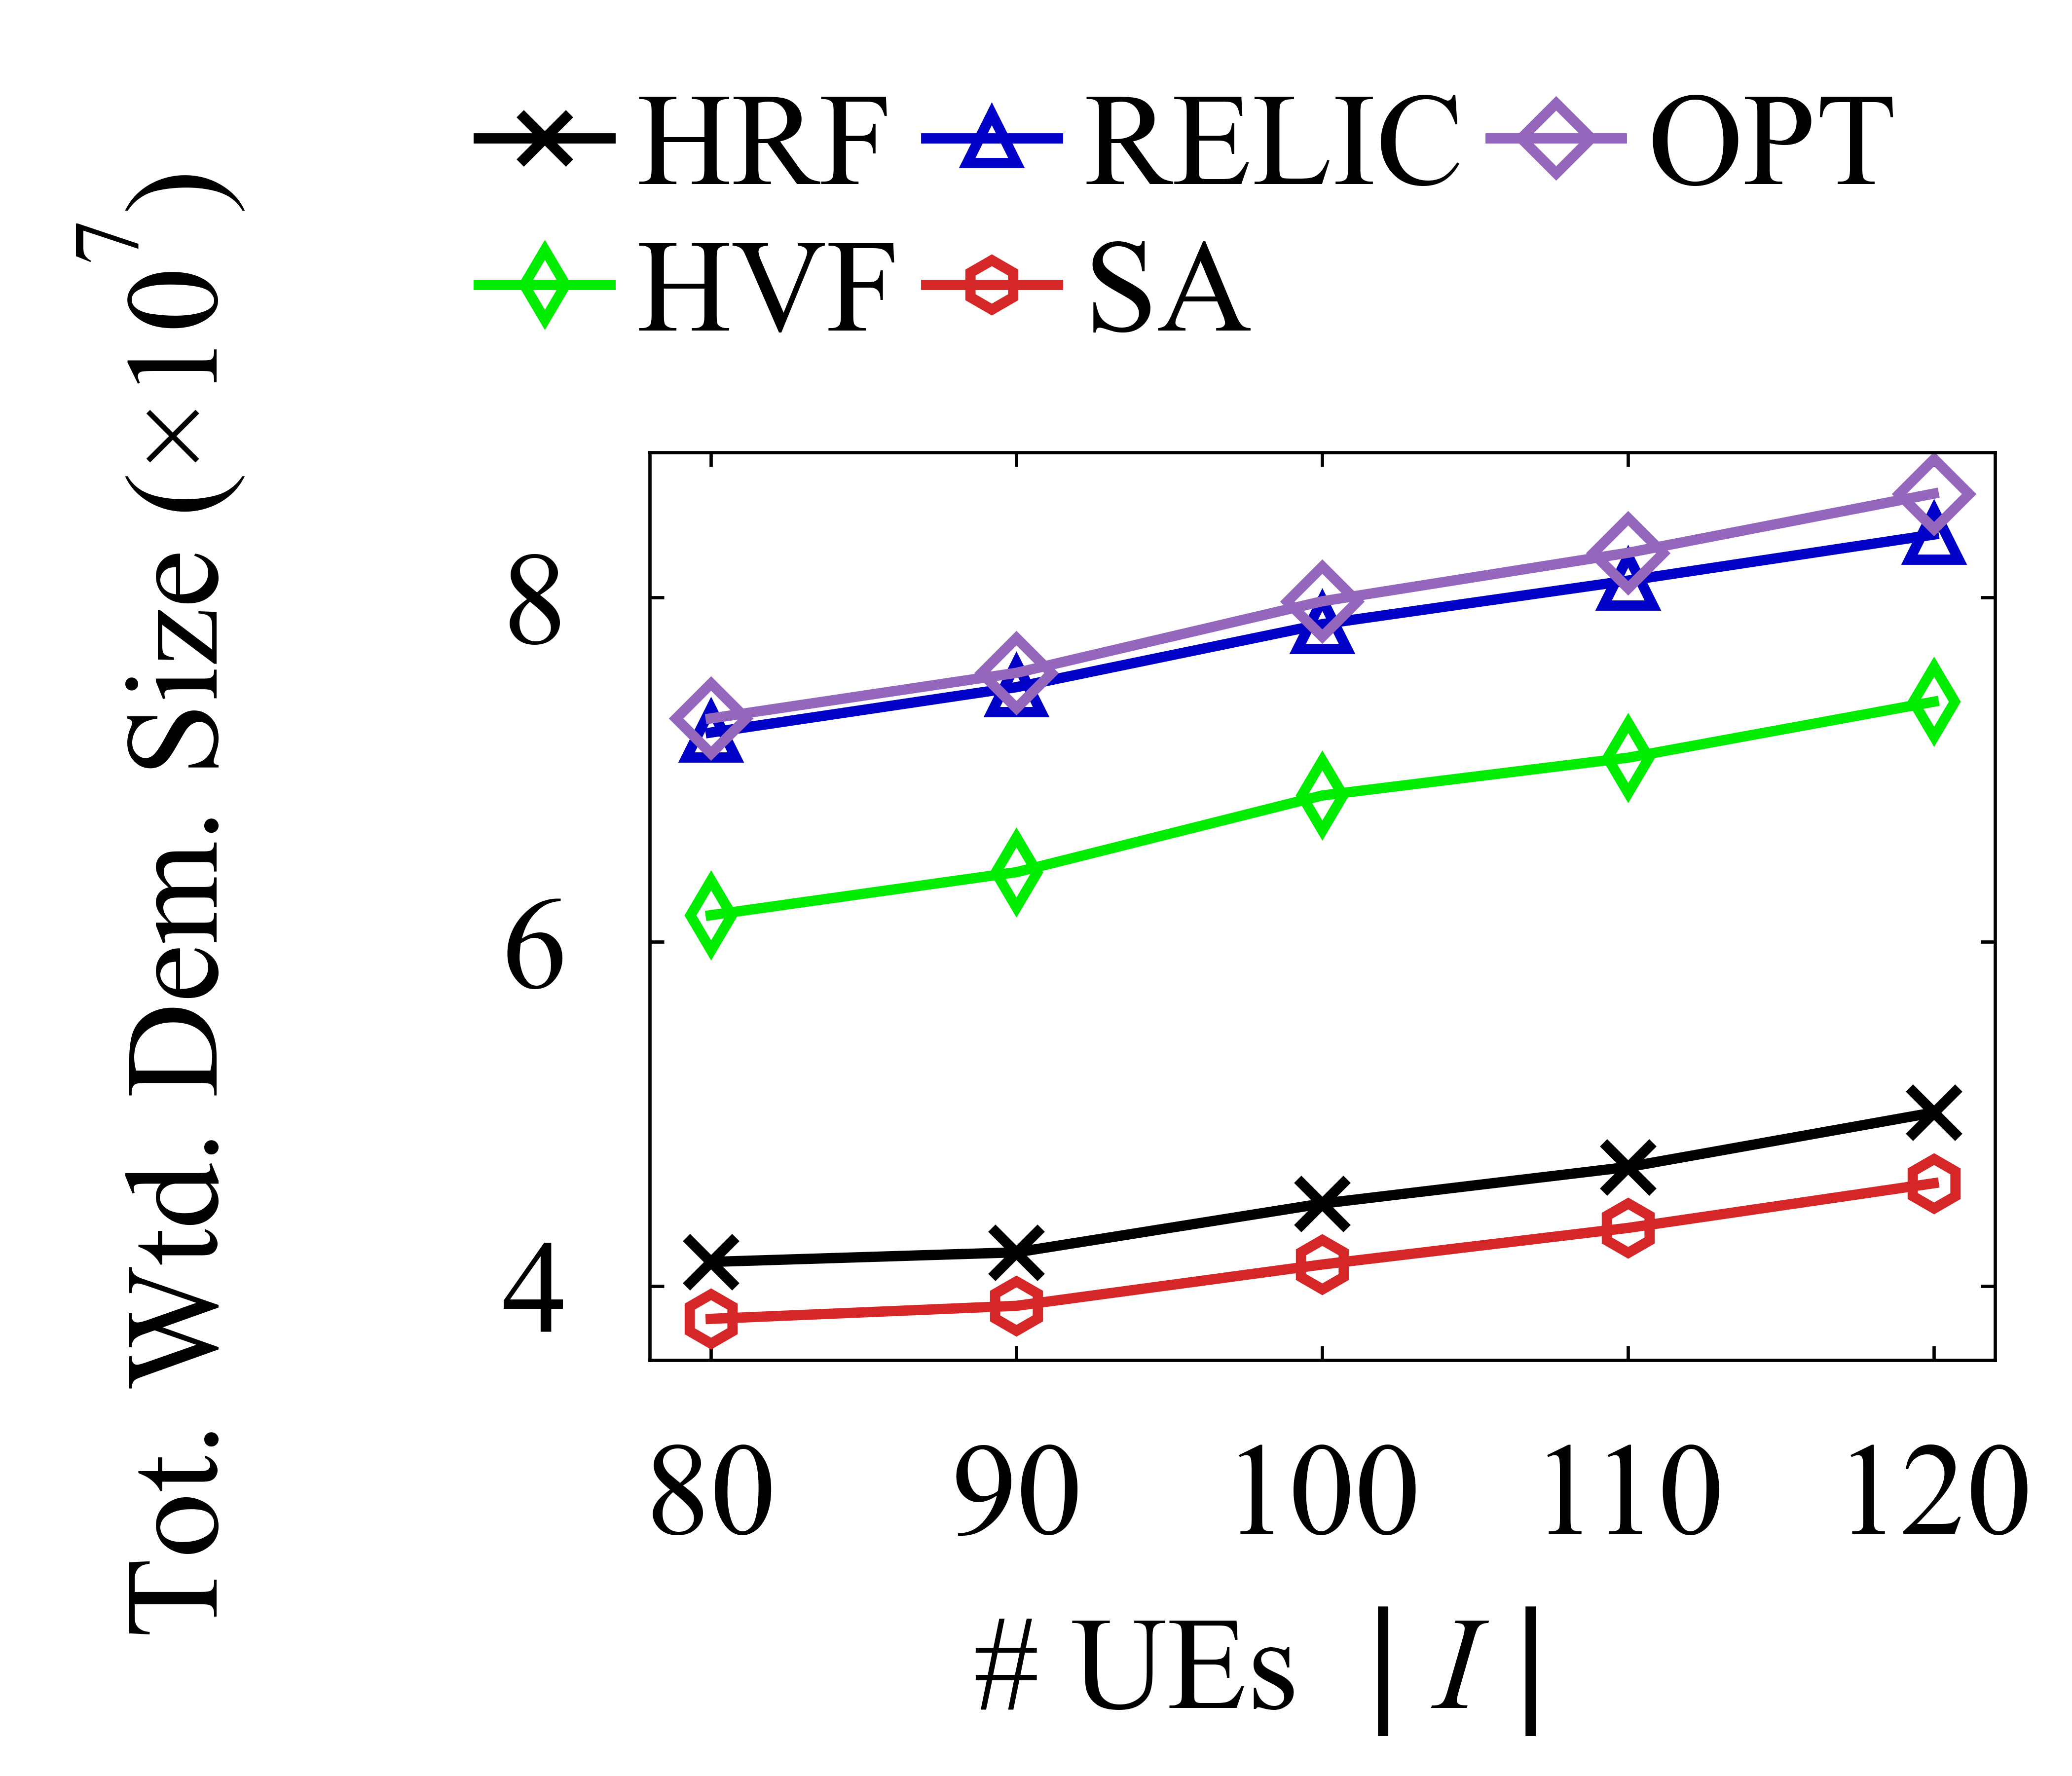 HRF RELIC OPT
HVF SA
Tot. Wtd. Dem. Size (×10^7)
8
6
4
80 90 100 110 120
# UEs | I |